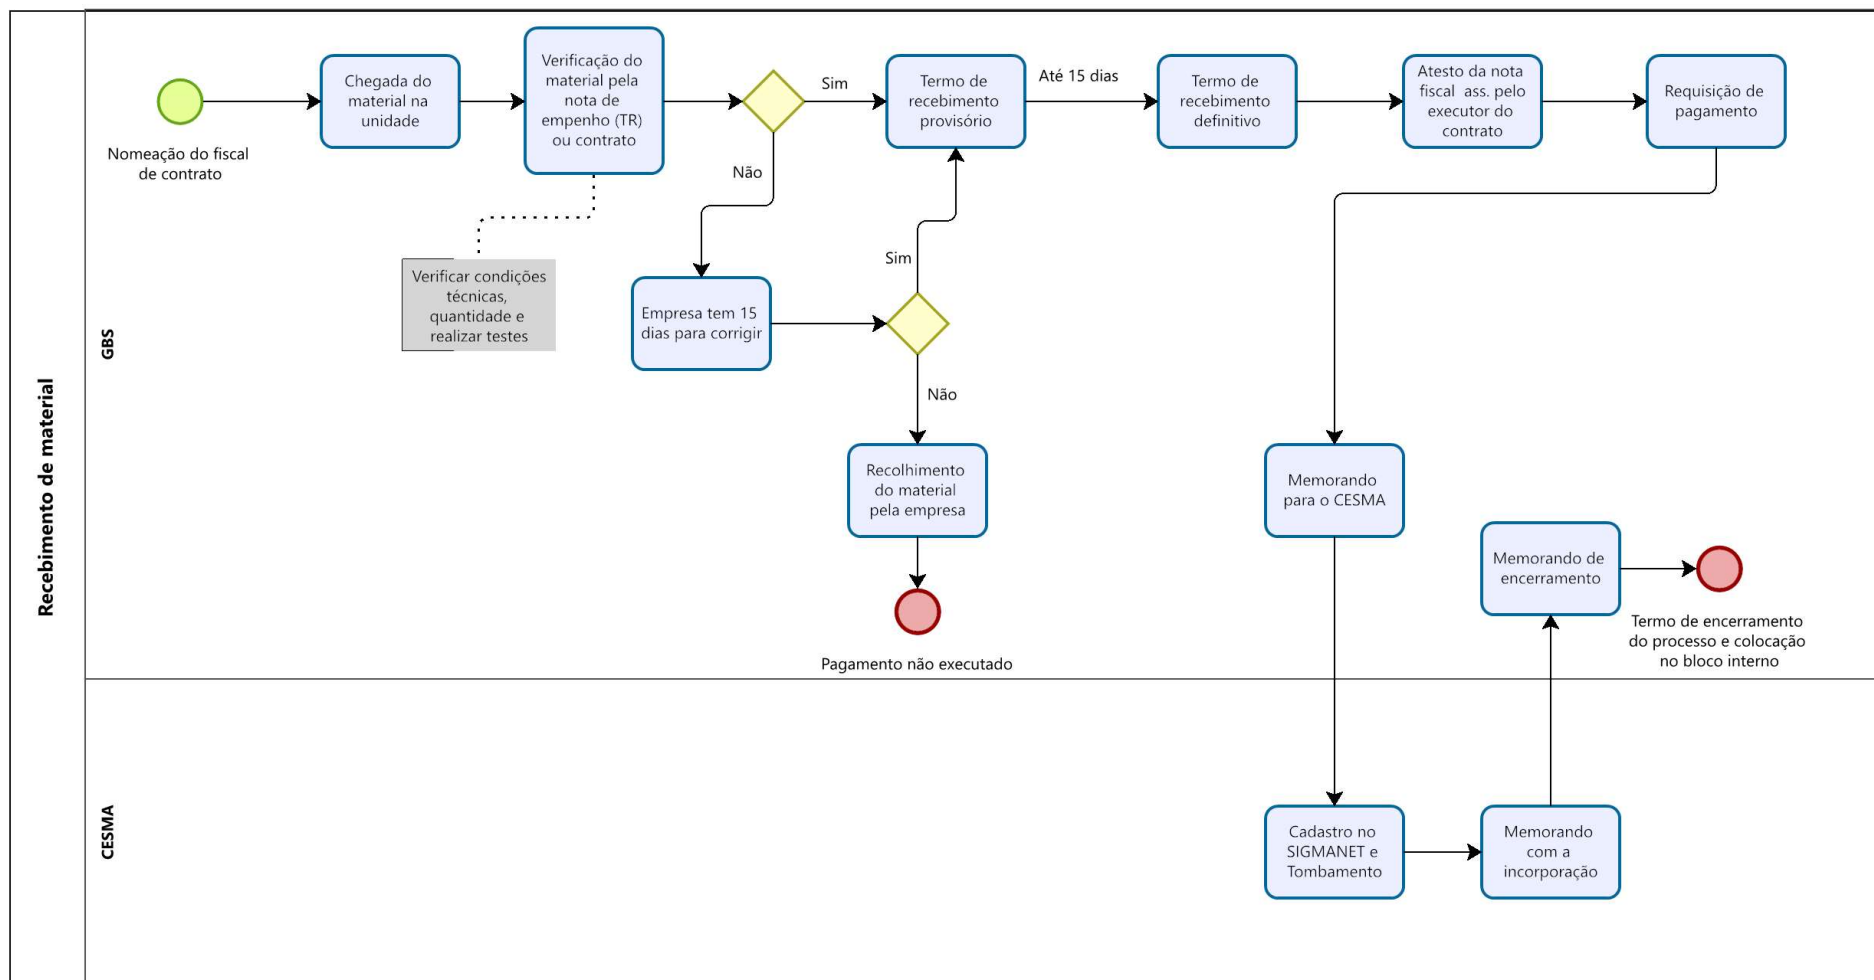 Recebimento de material
GBS
Nomeação do fiscal
de contrato
Chegada do
material na
unidade
Verificação do
material pela
nota de
empenho (TR)
ou contrato
Verificar condições
técnicas,
quantidade e
realizar testes
Sim
Não
Empresa tem 15
dias para corrigir
Sim
Não
Recolhimento
do material
pela empresa
Pagamento não executado
Termo de
recebimento
provisório
Até 15 dias
Termo de
recebimento
definitivo
Atesto da nota
fiscal ass. pelo
executor do
contrato
Requisição de
pagamento
Memorando
para o CESMA
Memorando de
encerramento
Termo de encerramento
do processo e colocação
no bloco interno
CESMA
Cadastro no
SIGMANET e
Tombamento
Memorando
com a
incorporação